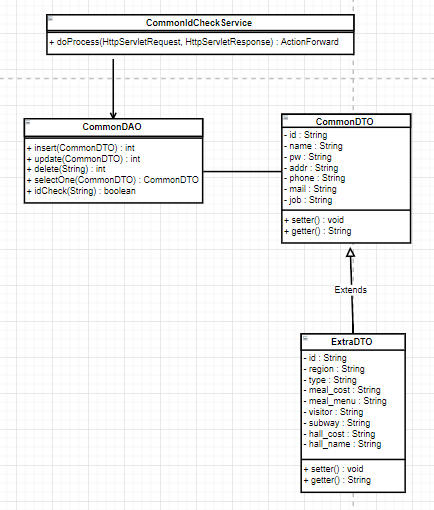 CommonIdCheckService
+ doProcess(HttpServletRequest, HttpServletResponse) : ActionForward
CommonDAO
+ insert(CommonDTO) : int
+ update(CommonDTO) : int
+ delete(String) : int
+ selectOne(CommonDTO) : CommonDTO
+ idCheck(String) : boolean
CommonDTO
- id : String
- name : String
- pw : String
- addr : String
- phone : String
- mail : String
- job : String
+ setter() : void
+ getter() : String
Extends
ExtraDTO
- id : String
- region : String
- type : String
- meal_cost : String
- meal_menu : String
- visitor : String
- subway : String
- hall_cost : String
- hall_name : String
+ setter() : void
+ getter() : String